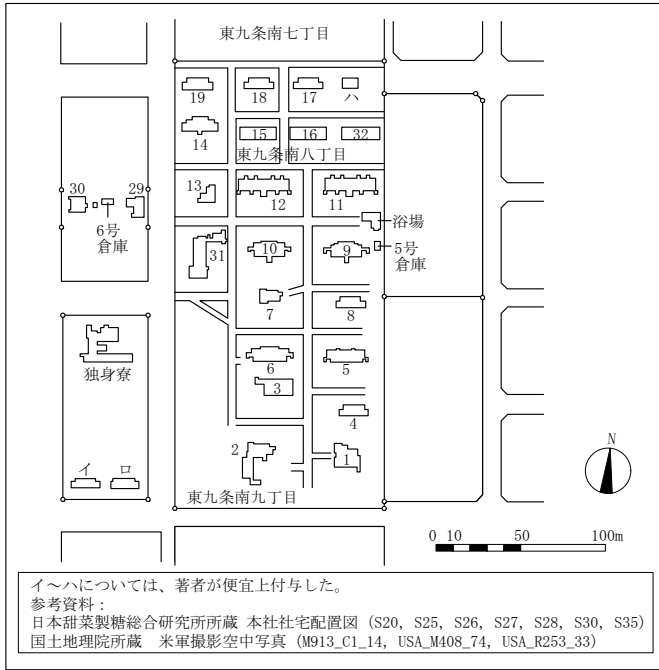 東九条南七丁目
19
18
17
ハ
14
15
16
32
東九条南八丁目
30
29
13
12
11
6号
倉庫
浴場
31
10
9
5号
倉庫
7
8
6
5
3
独身寮
4
2
1
イ
ロ
東九条南九丁目
N
0 10 50 100m
イ～ハについては、著者が便宜上付与した。
参考資料：
日本甜菜製糖総合研究所所蔵 本社社宅配置図 (S20, S25, S26, S27, S28, S30, S35)
国土地理院所蔵 米軍撮影空中写真 (M913_C1_14, USA_M408_74, USA_R253_33)